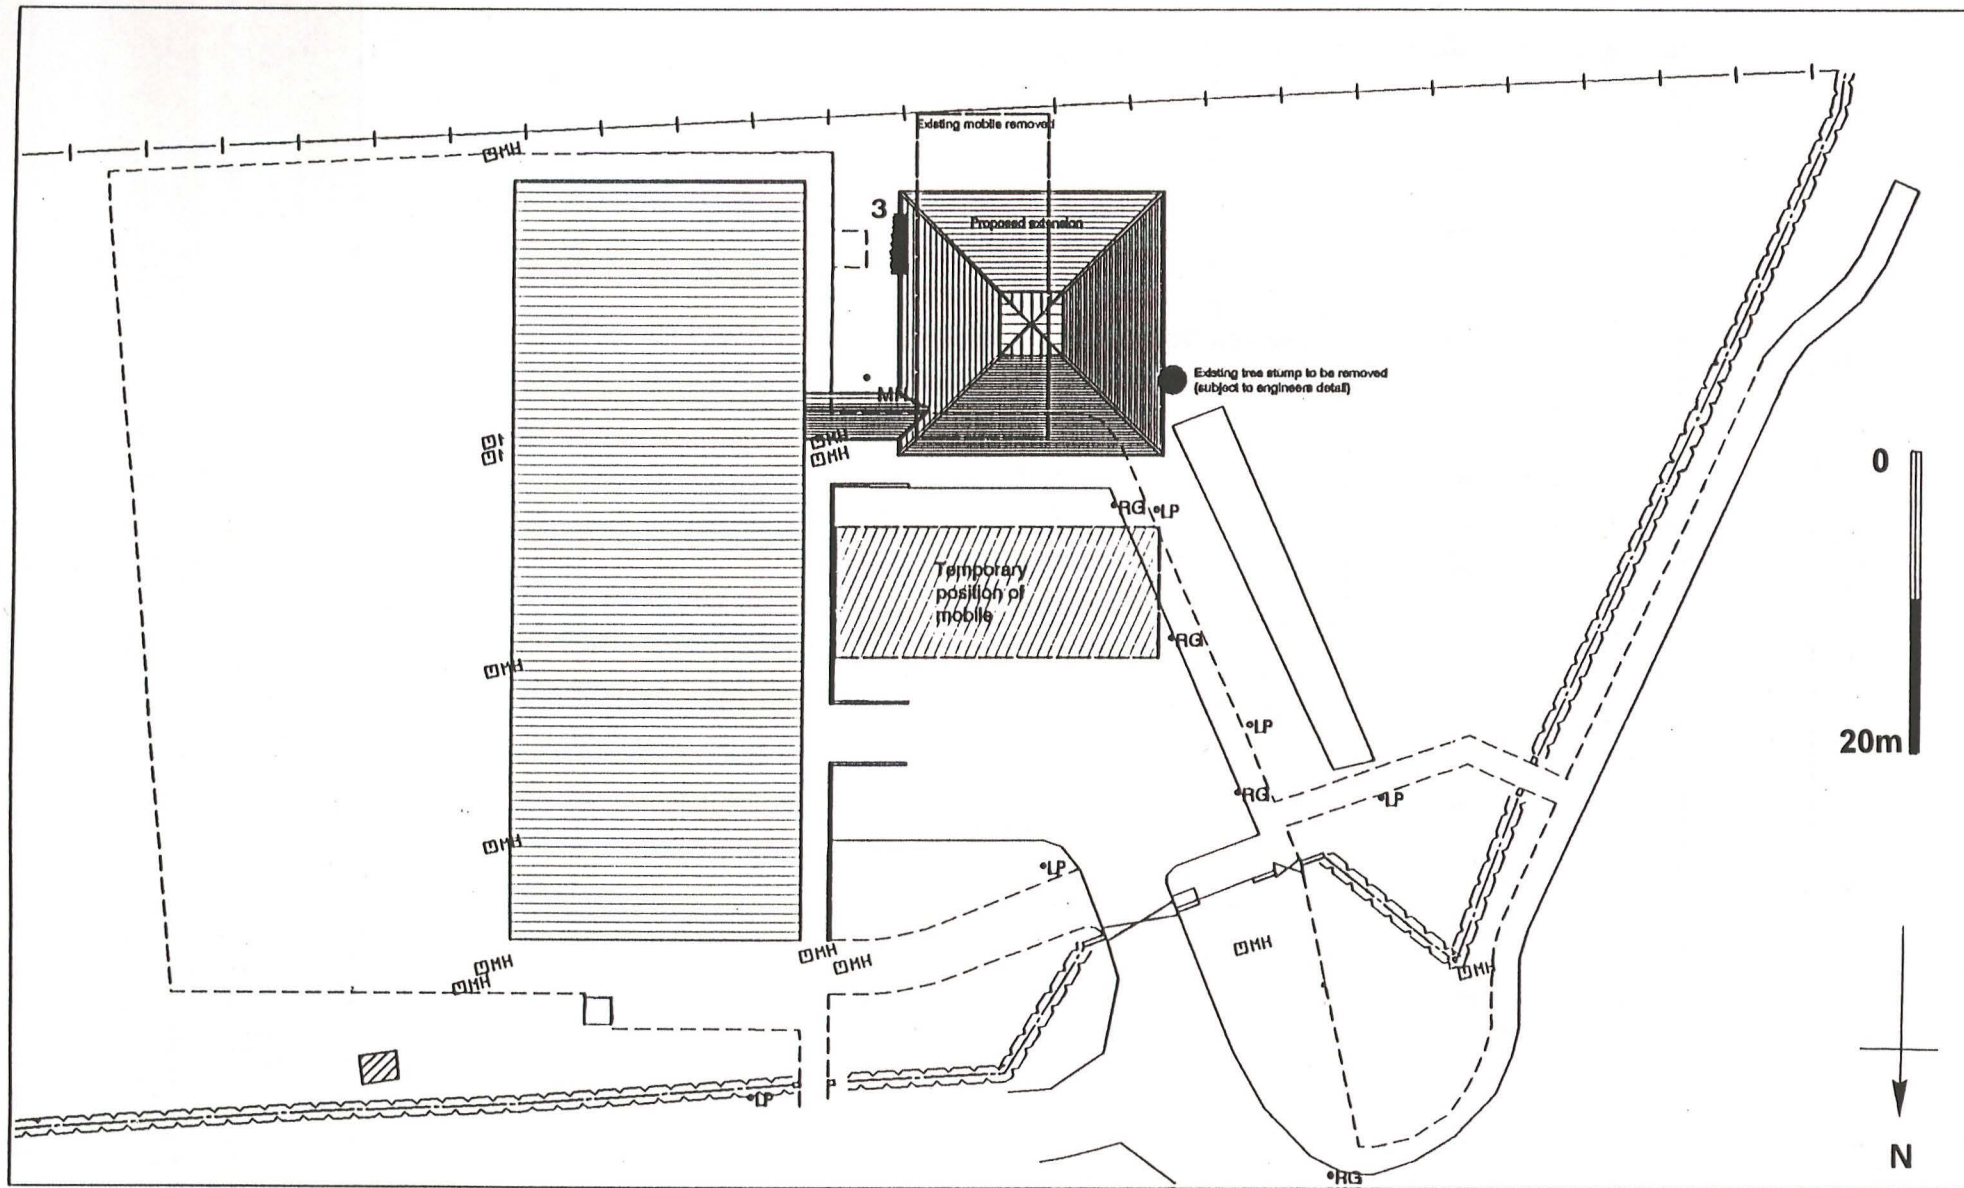 MH
Existing mobile removed
3
Proposed extension
Existing tree stump to be removed
(subject to engineers detail)
MH
MH
MH
0
RG
LP
Temporary
position of
mobile
RG
MH
LP
20m
RG
LP
MH
LP
MH
MH
MH
MH
MH
MH
LP
N
RG